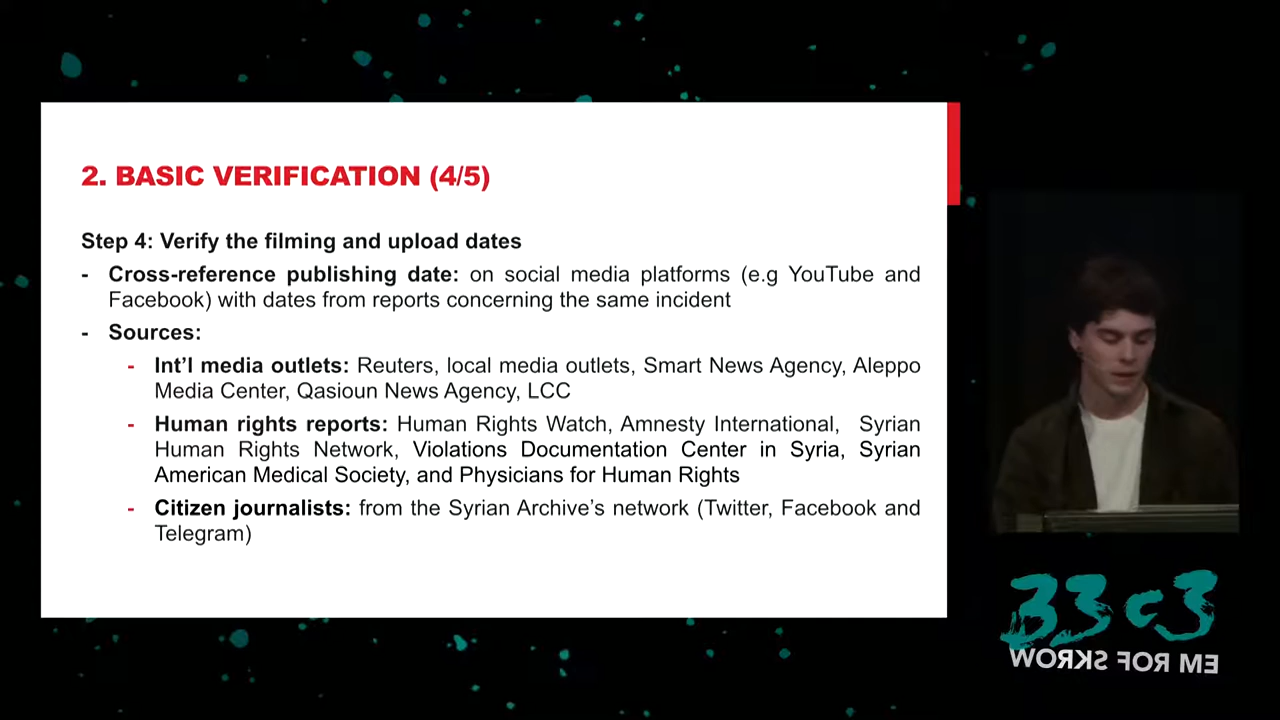 2. BASIC VERIFICATION (4/5)
Step 4: Verify the filming and upload dates
- Cross-reference publishing date: on social media platforms (e.g YouTube and
Facebook) with dates from reports concerning the same incident
- Sources:
- Int'l media outlets: Reuters, local media outlets, Smart News Agency, Aleppo
Media Center, Qasioun News Agency, LCC
- Human rights reports: Human Rights Watch, Amnesty International, Syrian
Human Rights Network, Violations Documentation Center in Syria, Syrian
American Medical Society, and Physicians for Human Rights
- Citizen journalists: from the Syrian Archive's network (Twitter, Facebook and
Telegram)
33c3
WORKS FOR ME